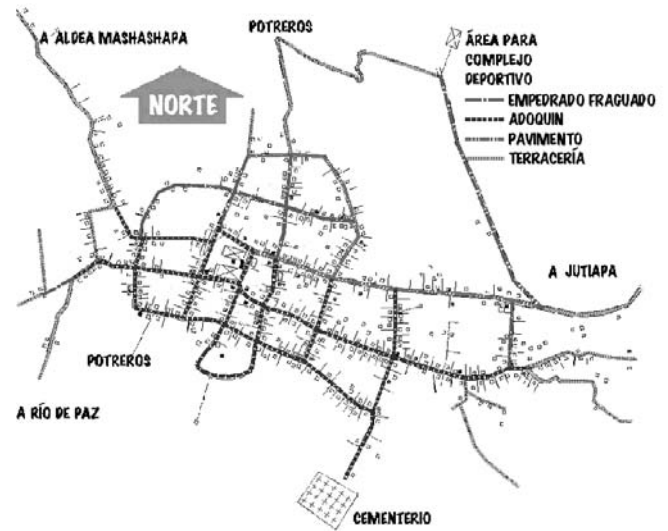 A ALDEA MASHASHAPA
POTREROS
ÁREA PARA
COMPLEJO
DEPORTIVO
NORTE
EMPEDRADO FRAGUADO
ADOQUIN
PAVIMENTO
TERRACERÍA
A JUTIAPA
POTREROS
A RÍO DE PAZ
CEMENTERIO